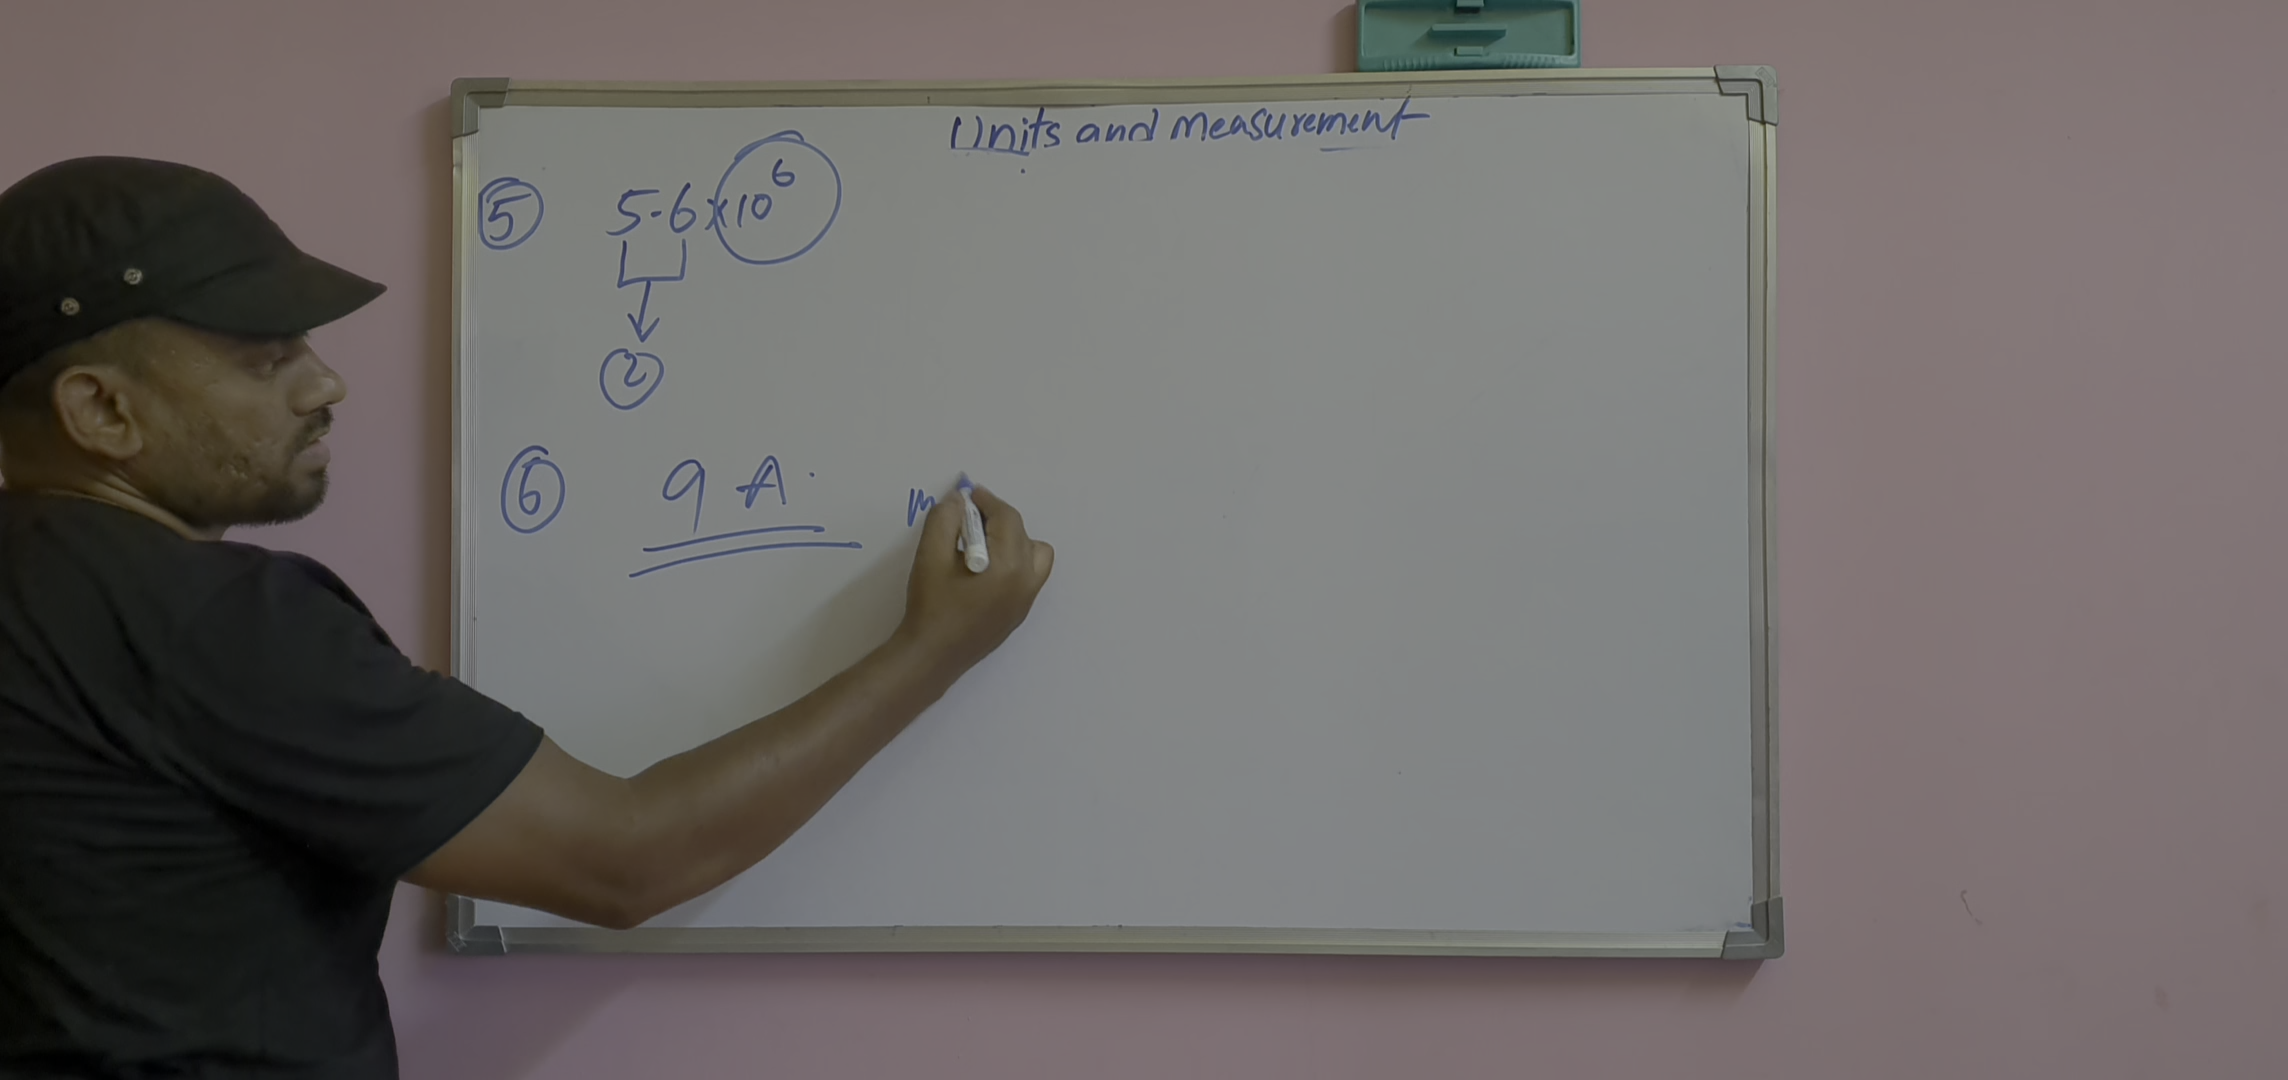 Units and measurement
⑤ 5.6×10⁶
②
⑥ 9 A.